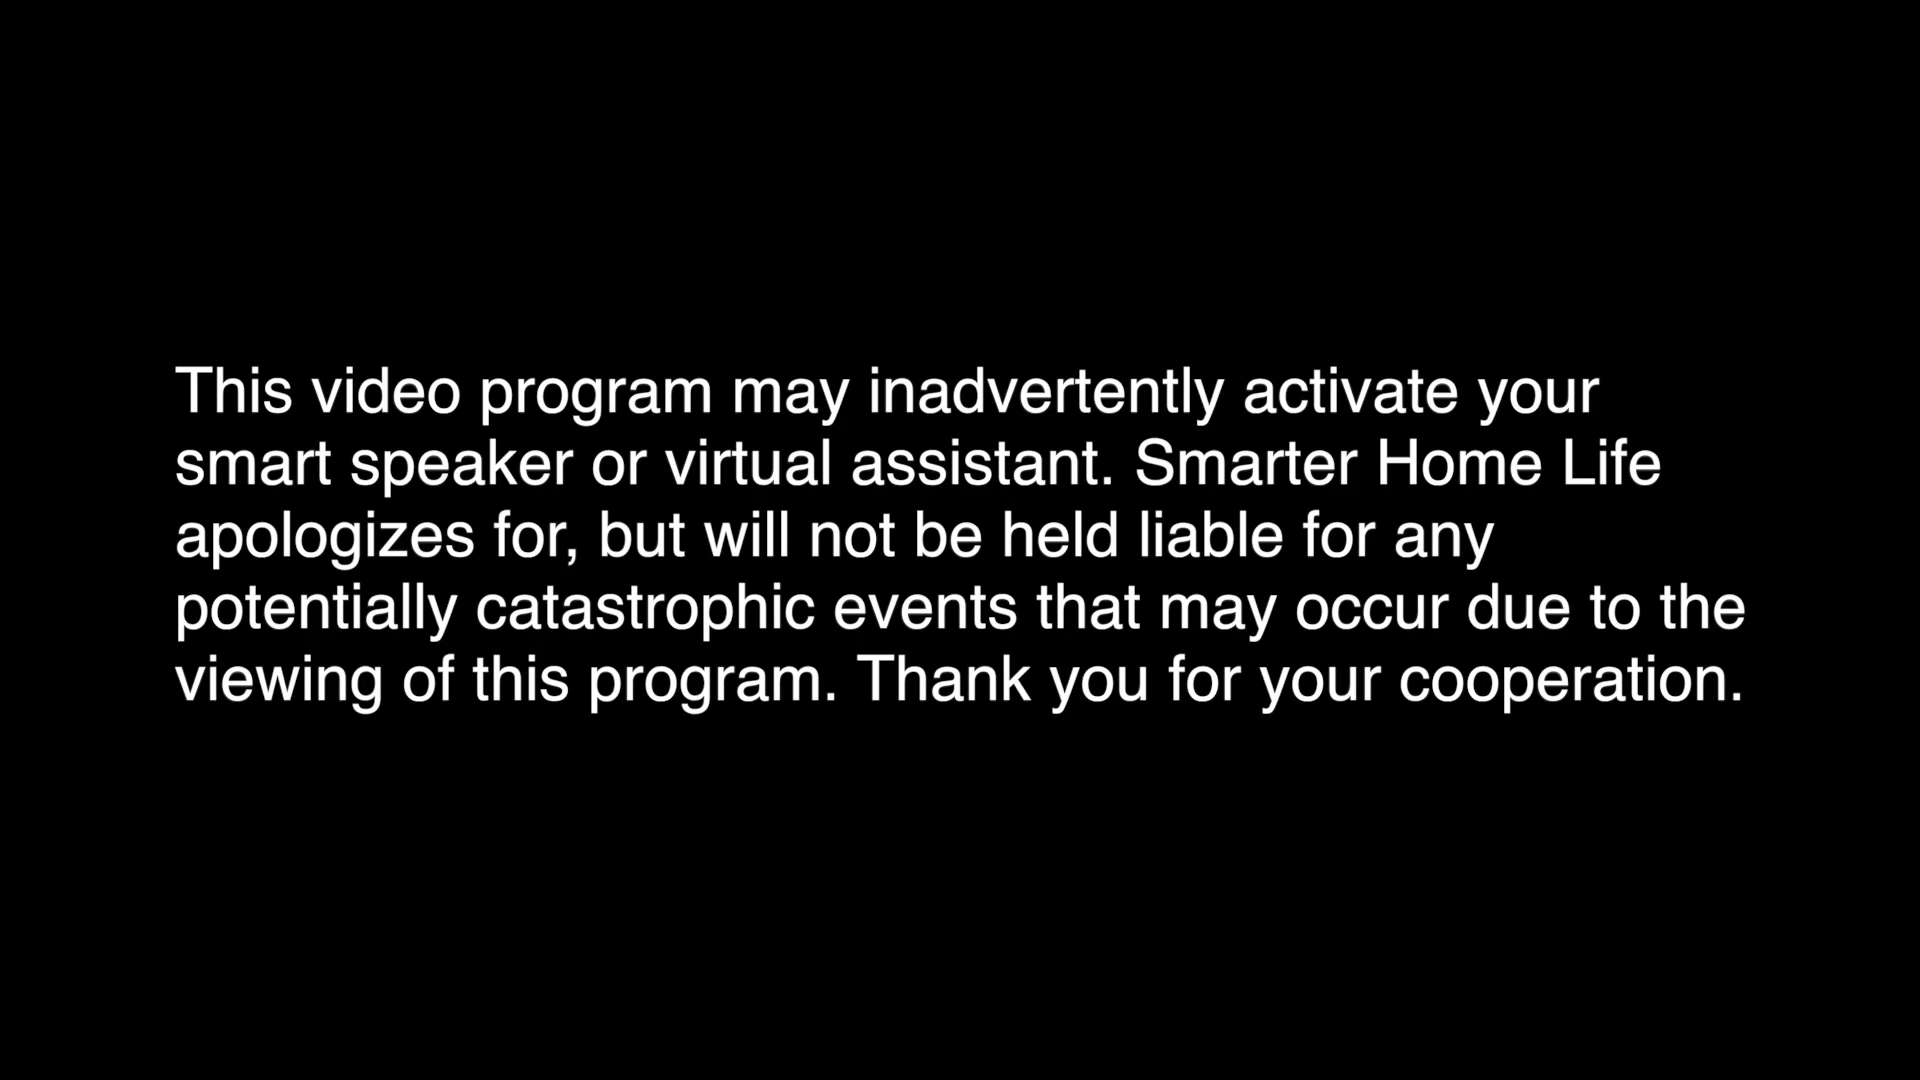 This video program may inadvertently activate your
smart speaker or virtual assistant. Smarter Home Life
apologizes for, but will not be held liable for any
potentially catastrophic events that may occur due to the
viewing of this program. Thank you for your cooperation.